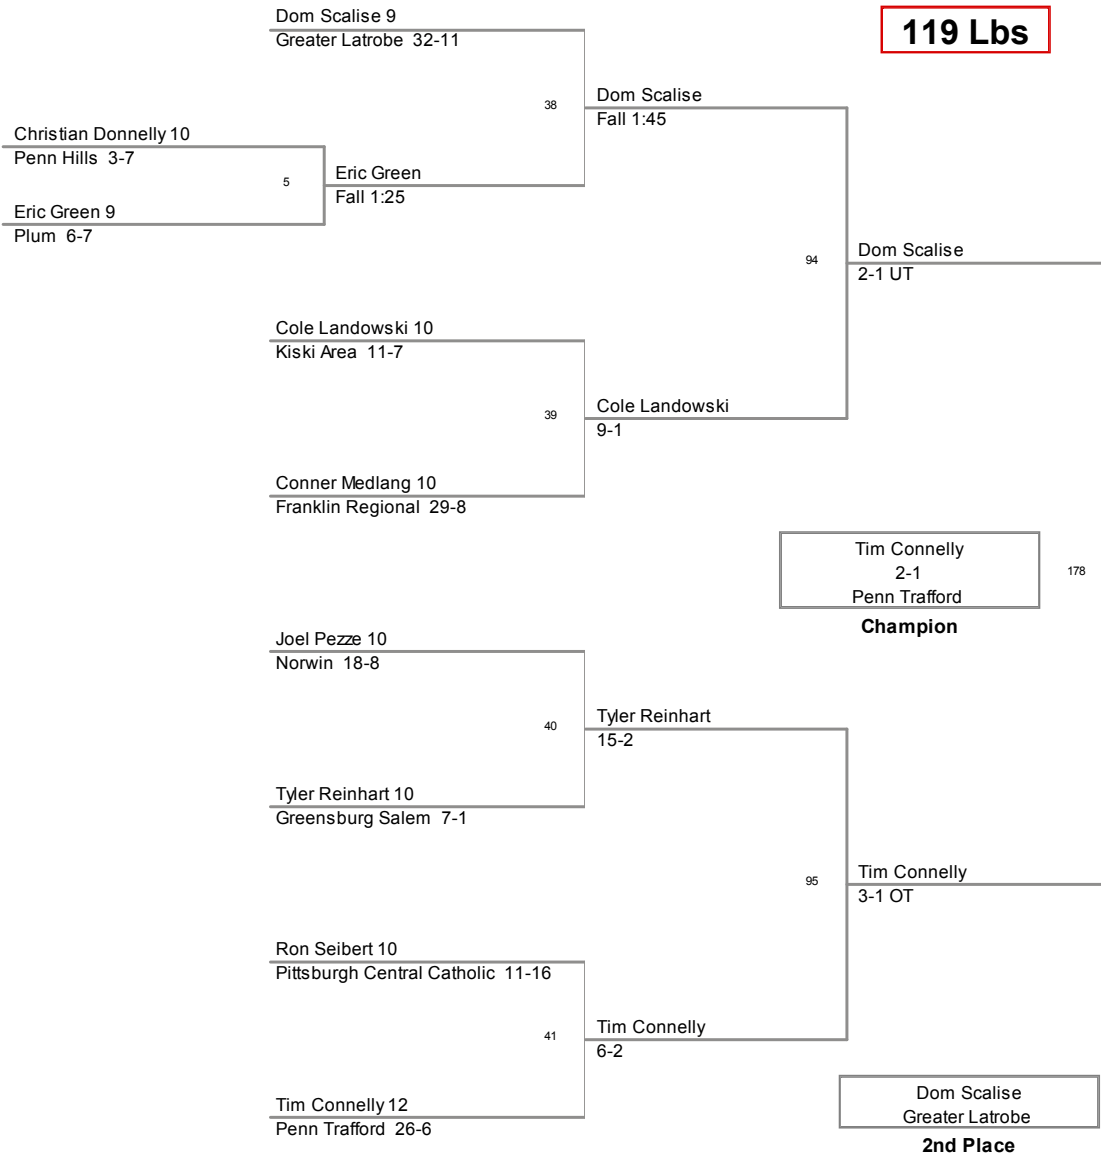 Dom Scalise 9
Greater Latrobe 32-11
119 Lbs
38
Dom Scalise
Fall 1:45
Christian Donnelly 10
Penn Hills 3-7
5
Eric Green
Fall 1:25
Eric Green 9
Plum 6-7
94
Dom Scalise
2-1 UT
Cole Landowski 10
Kiski Area 11-7
39
Cole Landowski
9-1
Conner Medlang 10
Franklin Regional 29-8
Tim Connelly
2-1
Penn Trafford
178
Champion
Joel Pezze 10
Norwin 18-8
40
Tyler Reinhart
15-2
Tyler Reinhart 10
Greensburg Salem 7-1
95
Tim Connelly
3-1 OT
Ron Seibert 10
Pittsburgh Central Catholic 11-16
41
Tim Connelly
6-2
Tim Connelly 12
Penn Trafford 26-6
Dom Scalise
Greater Latrobe
2nd Place